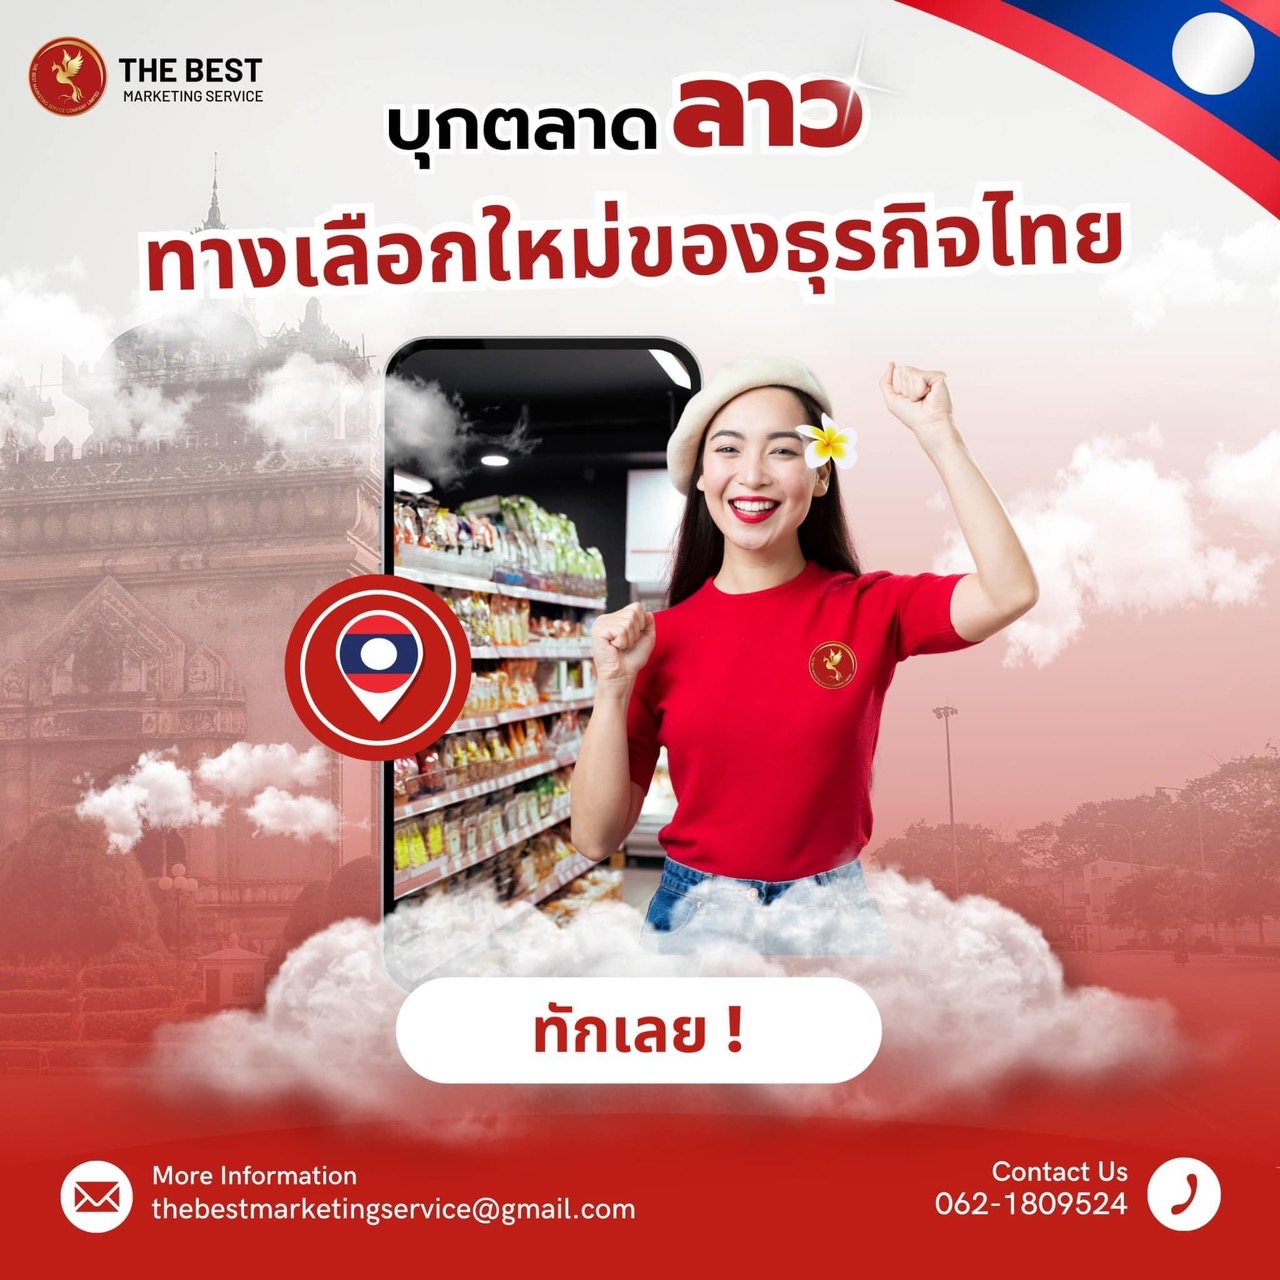 THE BEST
MARKETING SERVICE
บุกตลาดลาว
ทางเลือกใหม่ของธุรกิจไทย
ทักเลย !
More Information
thebestmarketingservice@gmail.com
Contact Us
062-1809524